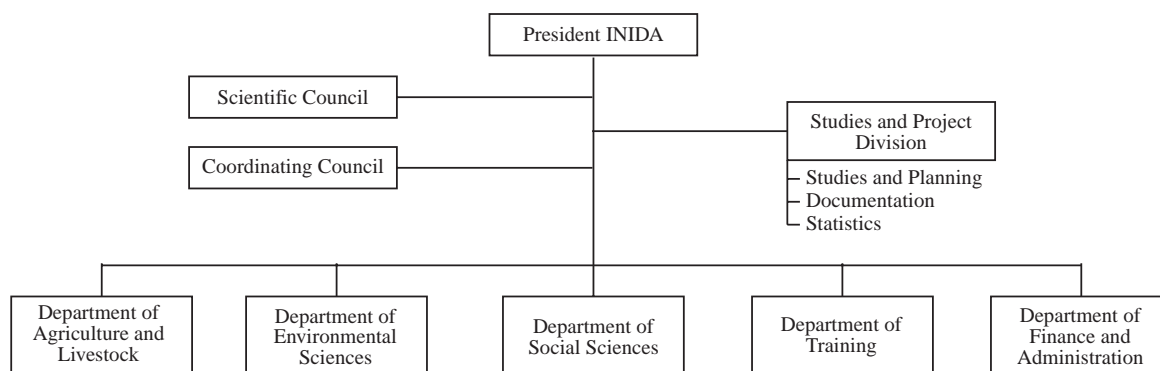 President INIDA
Scientific Council
Studies and Project
Division
Coordinating Council
Studies and Planning
Documentation
Statistics
Department of
Agriculture and
Livestock
Department of
Environmental
Sciences
Department of
Social Sciences
Department of
Training
Department of
Finance and
Administration